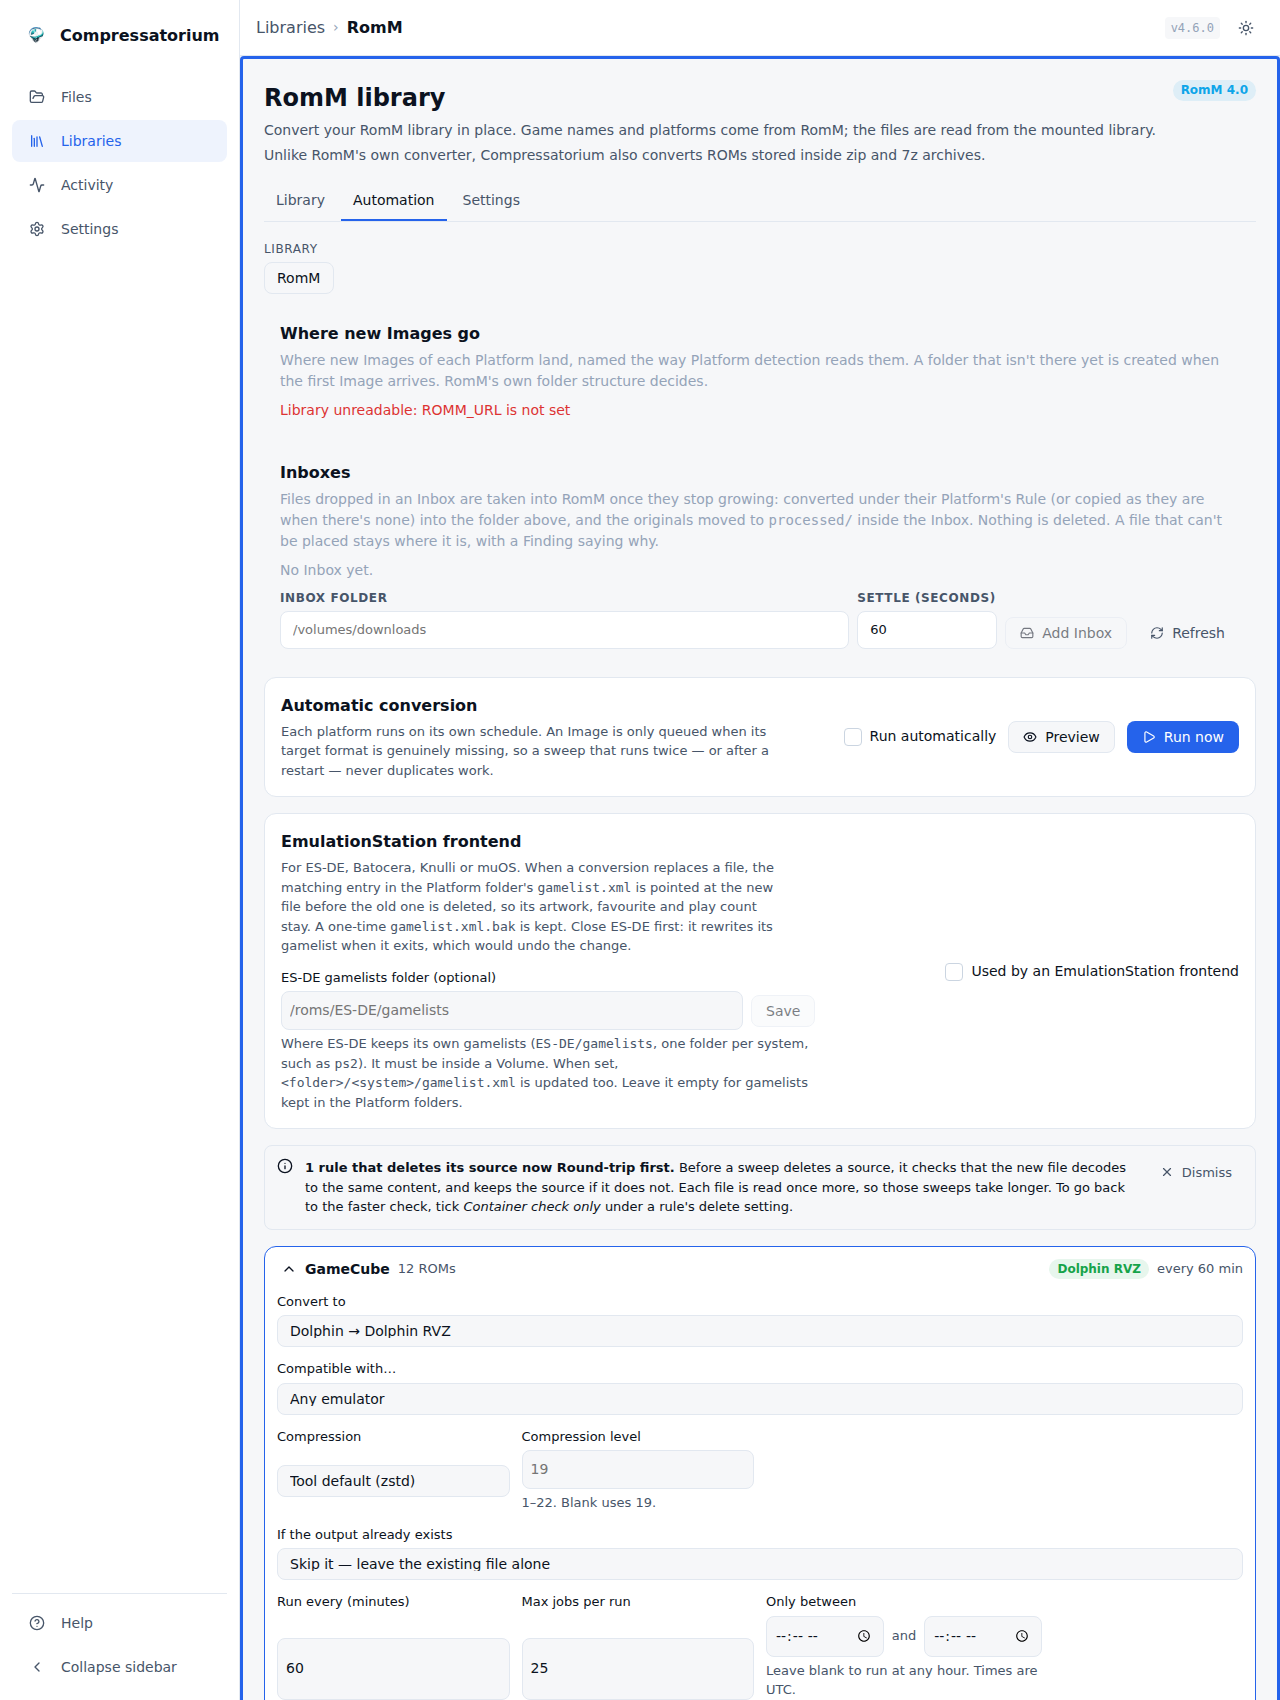 Compressatorium
Libraries › RomM
v4.6.0
Files
Libraries
Activity
Settings
RomM library
RomM 4.0
Convert your RomM library in place. Game names and platforms come from RomM; the files are read from the mounted library.
Unlike RomM's own converter, Compressatorium also converts ROMs stored inside zip and 7z archives.
Library Automation Settings
LIBRARY
RomM
Where new Images go
Where new Images of each Platform land, named the way Platform detection reads them. A folder that isn't there yet is created when
the first Image arrives. RomM's own folder structure decides.
Library unreadable: ROMM_URL is not set
Inboxes
Files dropped in an Inbox are taken into RomM once they stop growing: converted under their Platform's Rule (or copied as they are
when there's none) into the folder above, and the originals moved to processed/ inside the Inbox. Nothing is deleted. A file that can't
be placed stays where it is, with a Finding saying why.
No Inbox yet.
INBOX FOLDER
SETTLE (SECONDS)
/volumes/downloads
60
Add Inbox
Refresh
Automatic conversion
Each platform runs on its own schedule. An Image is only queued when its
target format is genuinely missing, so a sweep that runs twice — or after a
restart — never duplicates work.
Run automatically
Preview
Run now
EmulationStation frontend
For ES-DE, Batocera, Knulli or muOS. When a conversion replaces a file, the
matching entry in the Platform folder's gamelist.xml is pointed at the new
file before the old one is deleted, so its artwork, favourite and play count
stay. A one-time gamelist.xml.bak is kept. Close ES-DE first: it rewrites its
gamelist when it exits, which would undo the change.
ES-DE gamelists folder (optional)
/roms/ES-DE/gamelists
Save
Used by an EmulationStation frontend
Where ES-DE keeps its own gamelists (ES-DE/gamelists, one folder per system,
such as ps2). It must be inside a Volume. When set,
<folder>/<system>/gamelist.xml is updated too. Leave it empty for gamelists
kept in the Platform folders.
1 rule that deletes its source now Round-trip first. Before a sweep deletes a source, it checks that the new file decodes
to the same content, and keeps the source if it does not. Each file is read once more, so those sweeps take longer. To go back
to the faster check, tick Container check only under a rule's delete setting.
Dismiss
GameCube 12 ROMs
Dolphin RVZ every 60 min
Convert to
Dolphin → Dolphin RVZ
Compatible with...
Any emulator
Compression
Compression level
Tool default (zstd)
19
1–22. Blank uses 19.
If the output already exists
Skip it — leave the existing file alone
Run every (minutes)
Max jobs per run
Only between
60
25
--:-- -- and --:-- --
Leave blank to run at any hour. Times are
UTC.
Help
Collapse sidebar